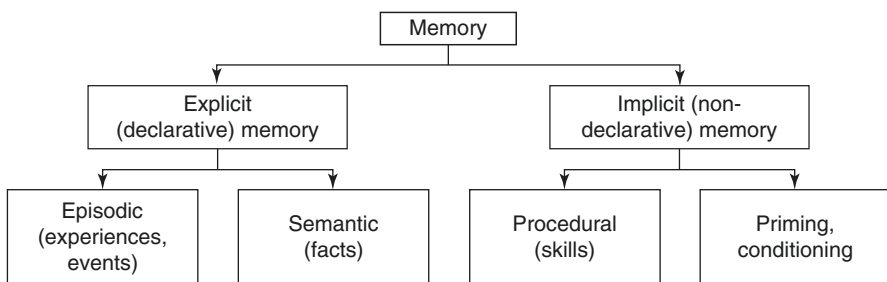 Memory
Explicit
(declarative) memory
Implicit (non-
declarative) memory
Episodic
(experiences,
events)
Semantic
(facts)
Procedural
(skills)
Priming,
conditioning